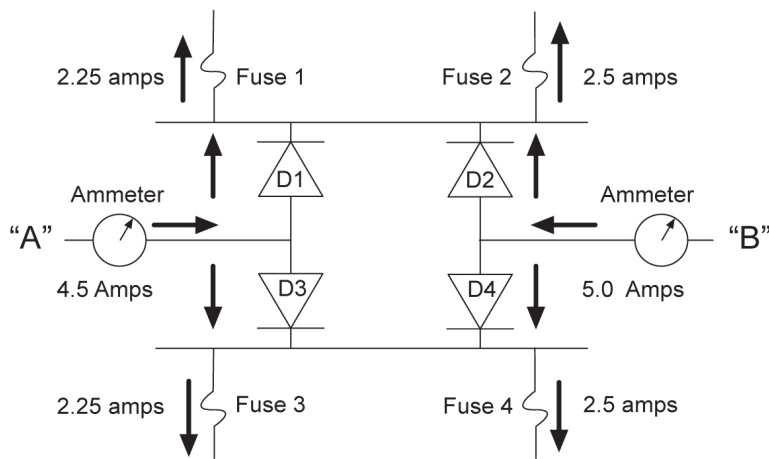 2.25 amps
Fuse 1
Fuse 2
2.5 amps
D1
D2
Ammeter
Ammeter
“A”
“B”
4.5 Amps
D3
D4
5.0 Amps
2.25 amps
Fuse 3
Fuse 4
2.5 amps